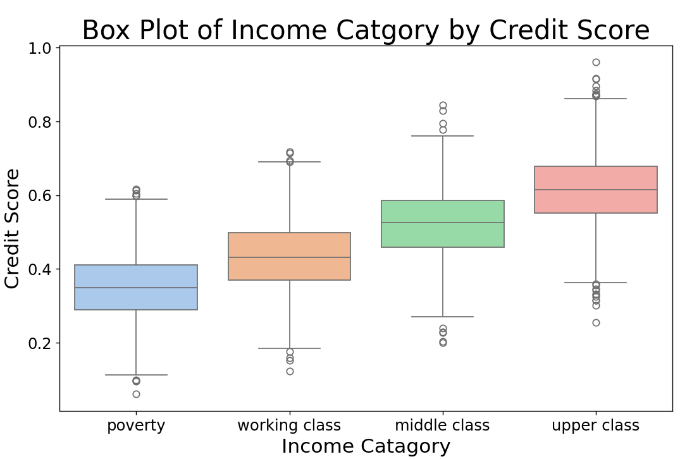 Box Plot of Income Catgory by Credit Score
1.0
0.8
0.6
0.4
0.2
Credit Score
poverty working class middle class upper class
Income Catagory